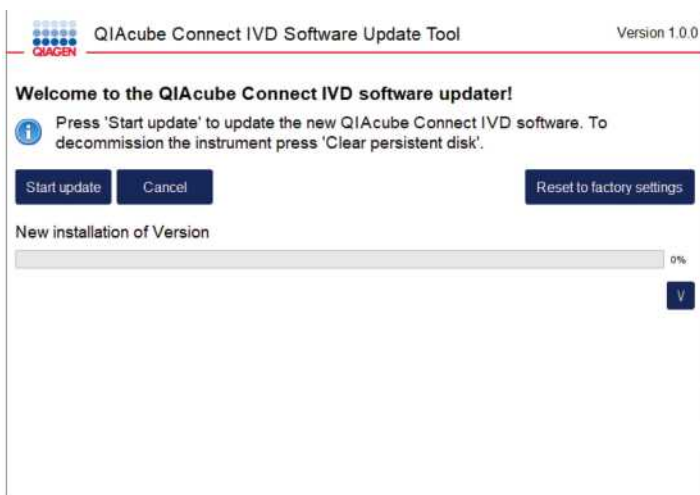 QIAGEN
QIAcube Connect IVD Software Update Tool
Version 1.0.0
Welcome to the QIAcube Connect IVD software updater!
Press 'Start update' to update the new QIAcube Connect IVD software. To
decommission the instrument press 'Clear persistent disk'.
Start update
Cancel
Reset to factory settings
New installation of Version
0%
V